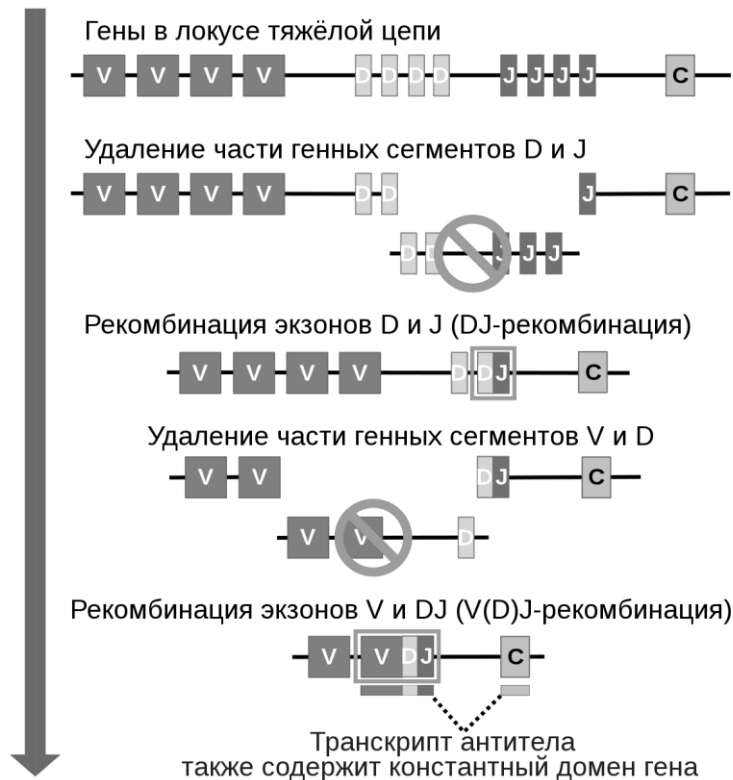 Гены в локусе тяжёлой цепи
V V V V D D D D J J J J C
Удаление части генных сегментов D и J
V V V V D D J C
D D J J J
Рекомбинация экзонов D и J (DJ-рекомбинация)
V V V V D D J C
Удаление части генных сегментов V и D
V V D J C
V V D
Рекомбинация экзонов V и DJ (V(D)J-рекомбинация)
V V D J C
Транскрипт антитела
также содержит константный домен гена